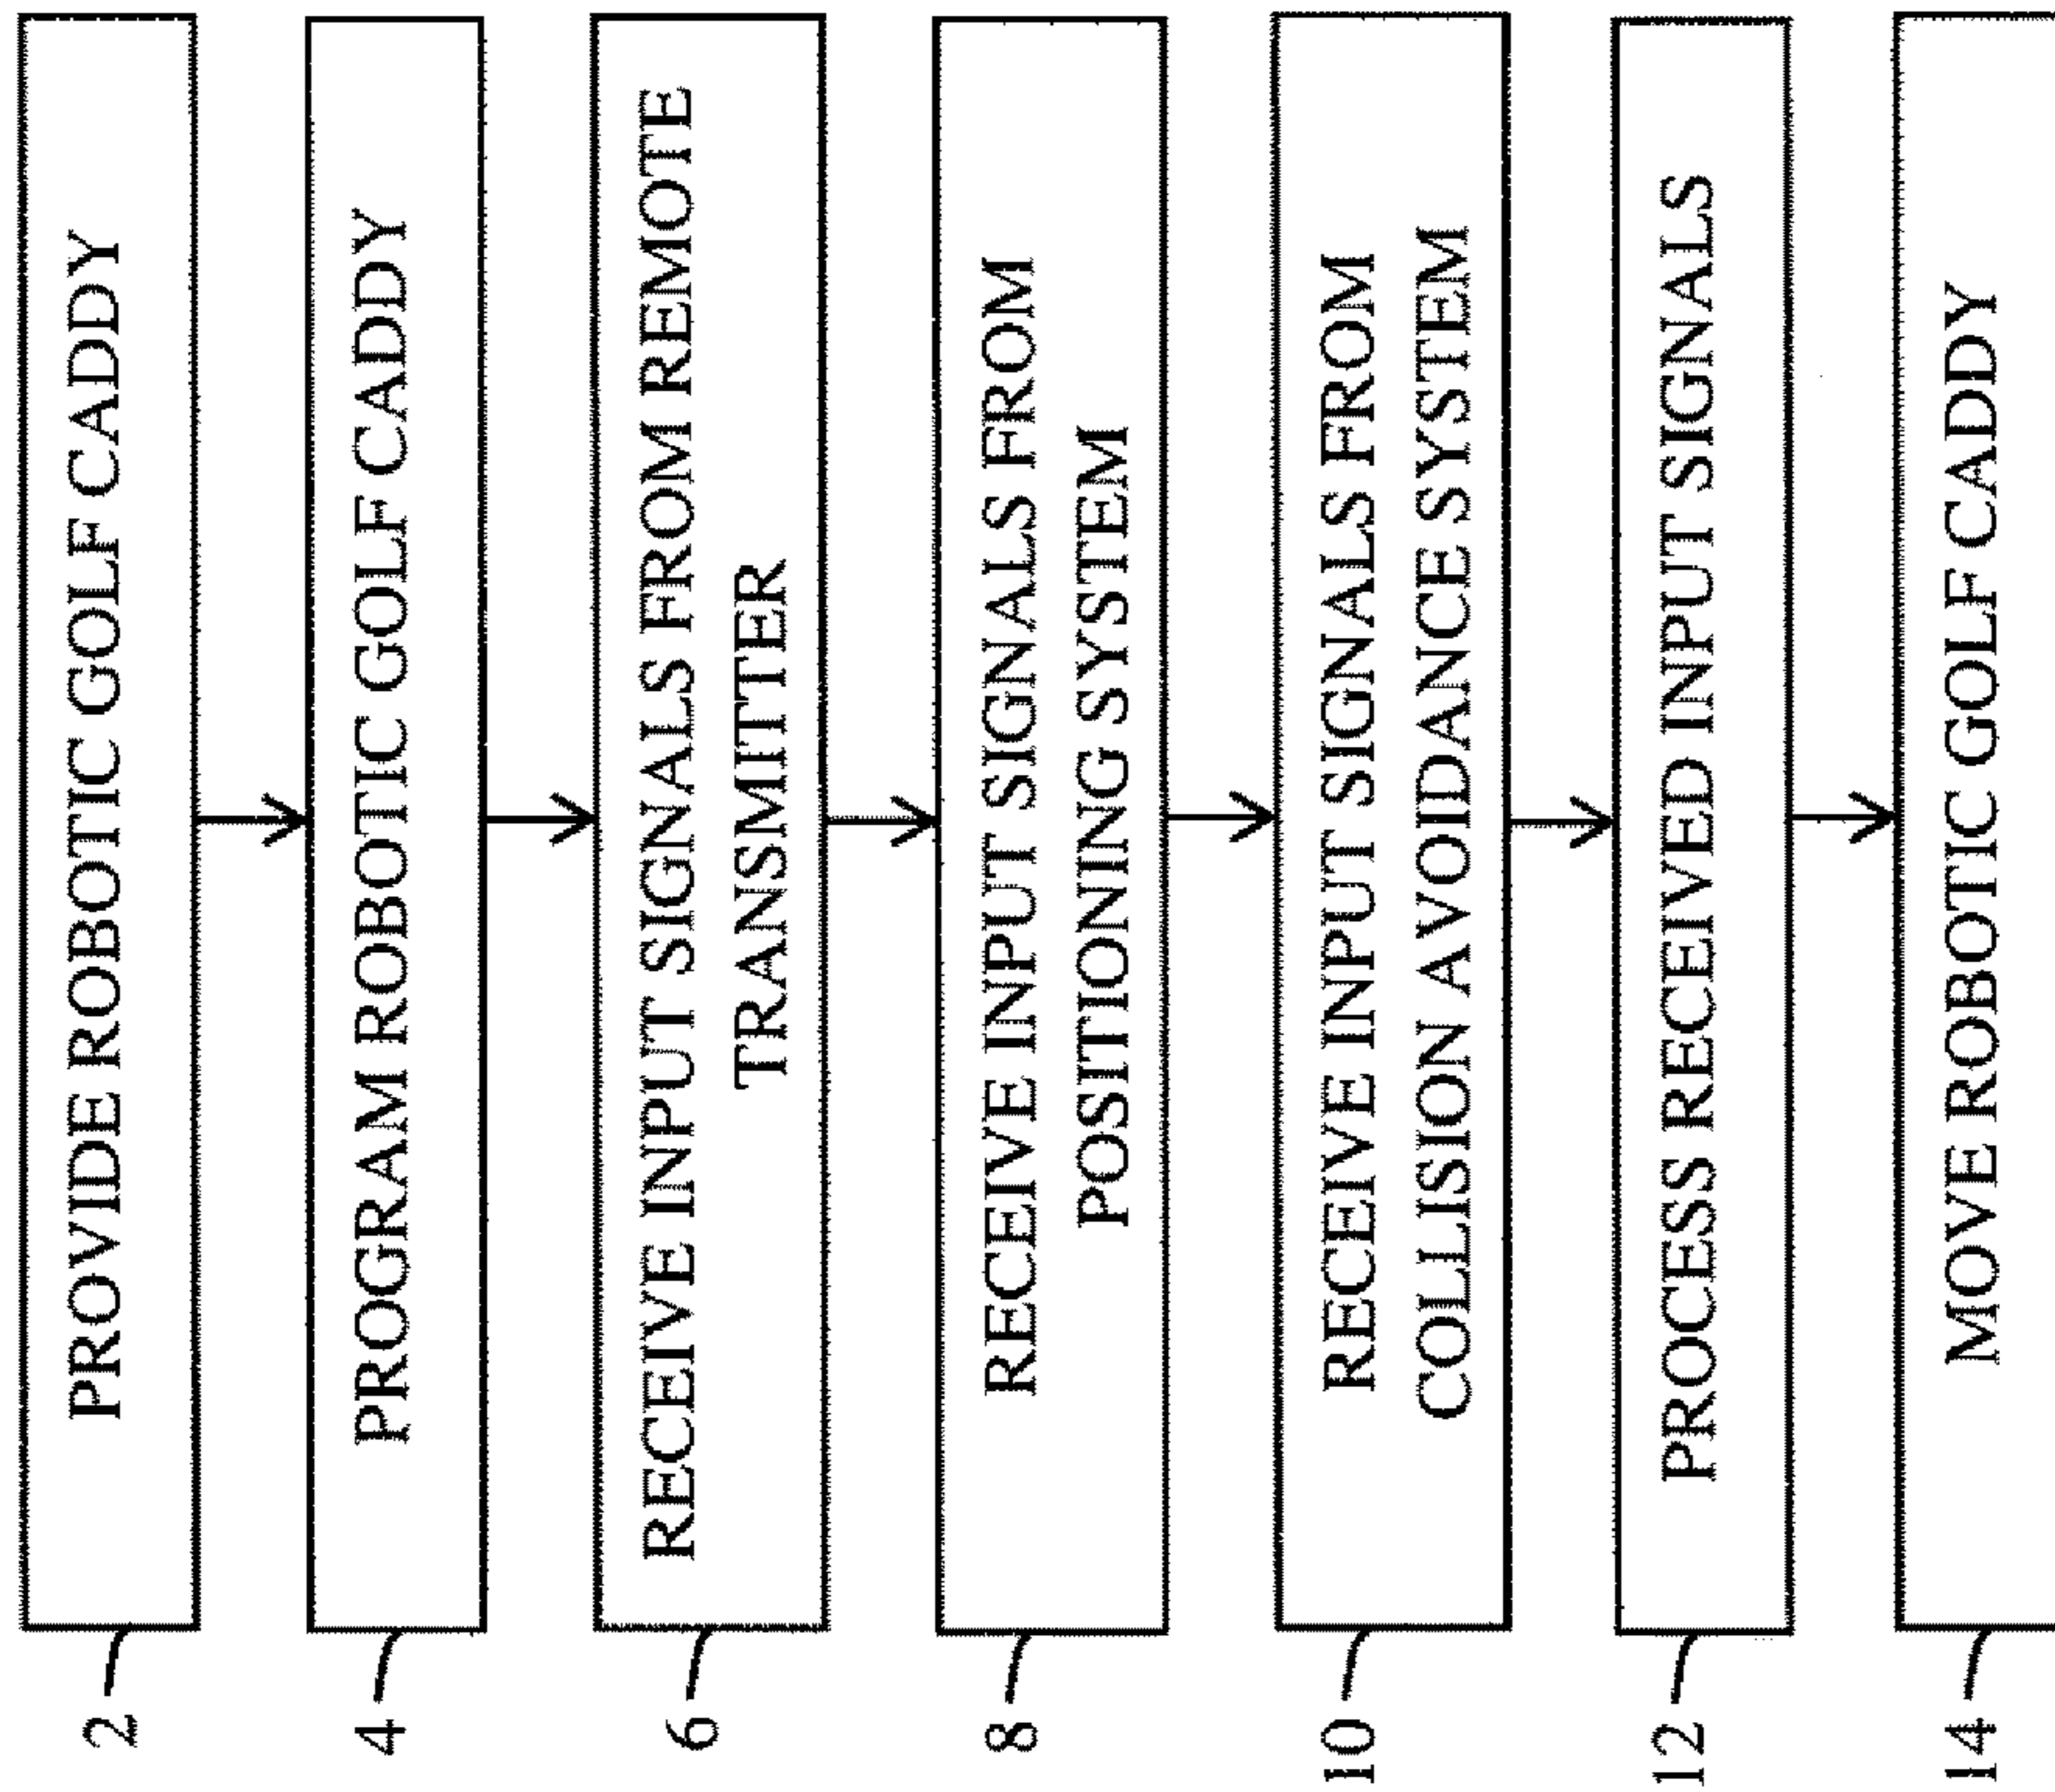 2
PROVIDE ROBOTIC GOLF CADDY
4
PROGRAM ROBOTIC GOLF CADDY
6
RECEIVE INPUT SIGNALS FROM REMOTE
TRANSMITTER
8
RECEIVE INPUT SIGNALS FROM
POSITIONING SYSTEM
10
RECEIVE INPUT SIGNALS FROM
COLLISION AVOIDANCE SYSTEM
12
PROCESS RECEIVED INPUT SIGNALS
14
MOVE ROBOTIC GOLF CADDY